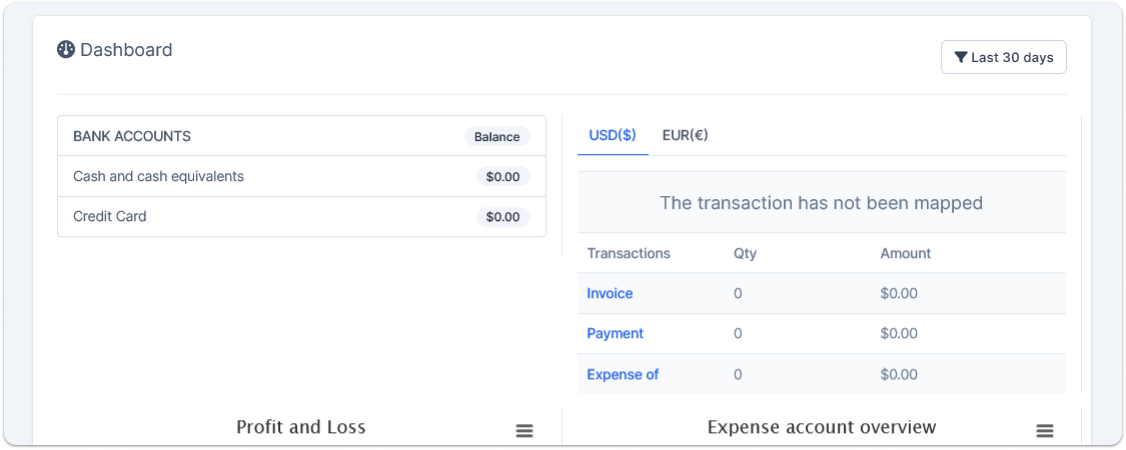 Dashboard
Last 30 days
BANK ACCOUNTS Balance
Cash and cash equivalents $0.00
Credit Card $0.00
USD($) EUR(€)
The transaction has not been mapped
Transactions Qty Amount
Invoice 0 $0.00
Payment 0 $0.00
Expense of 0 $0.00
Profit and Loss
Expense account overview